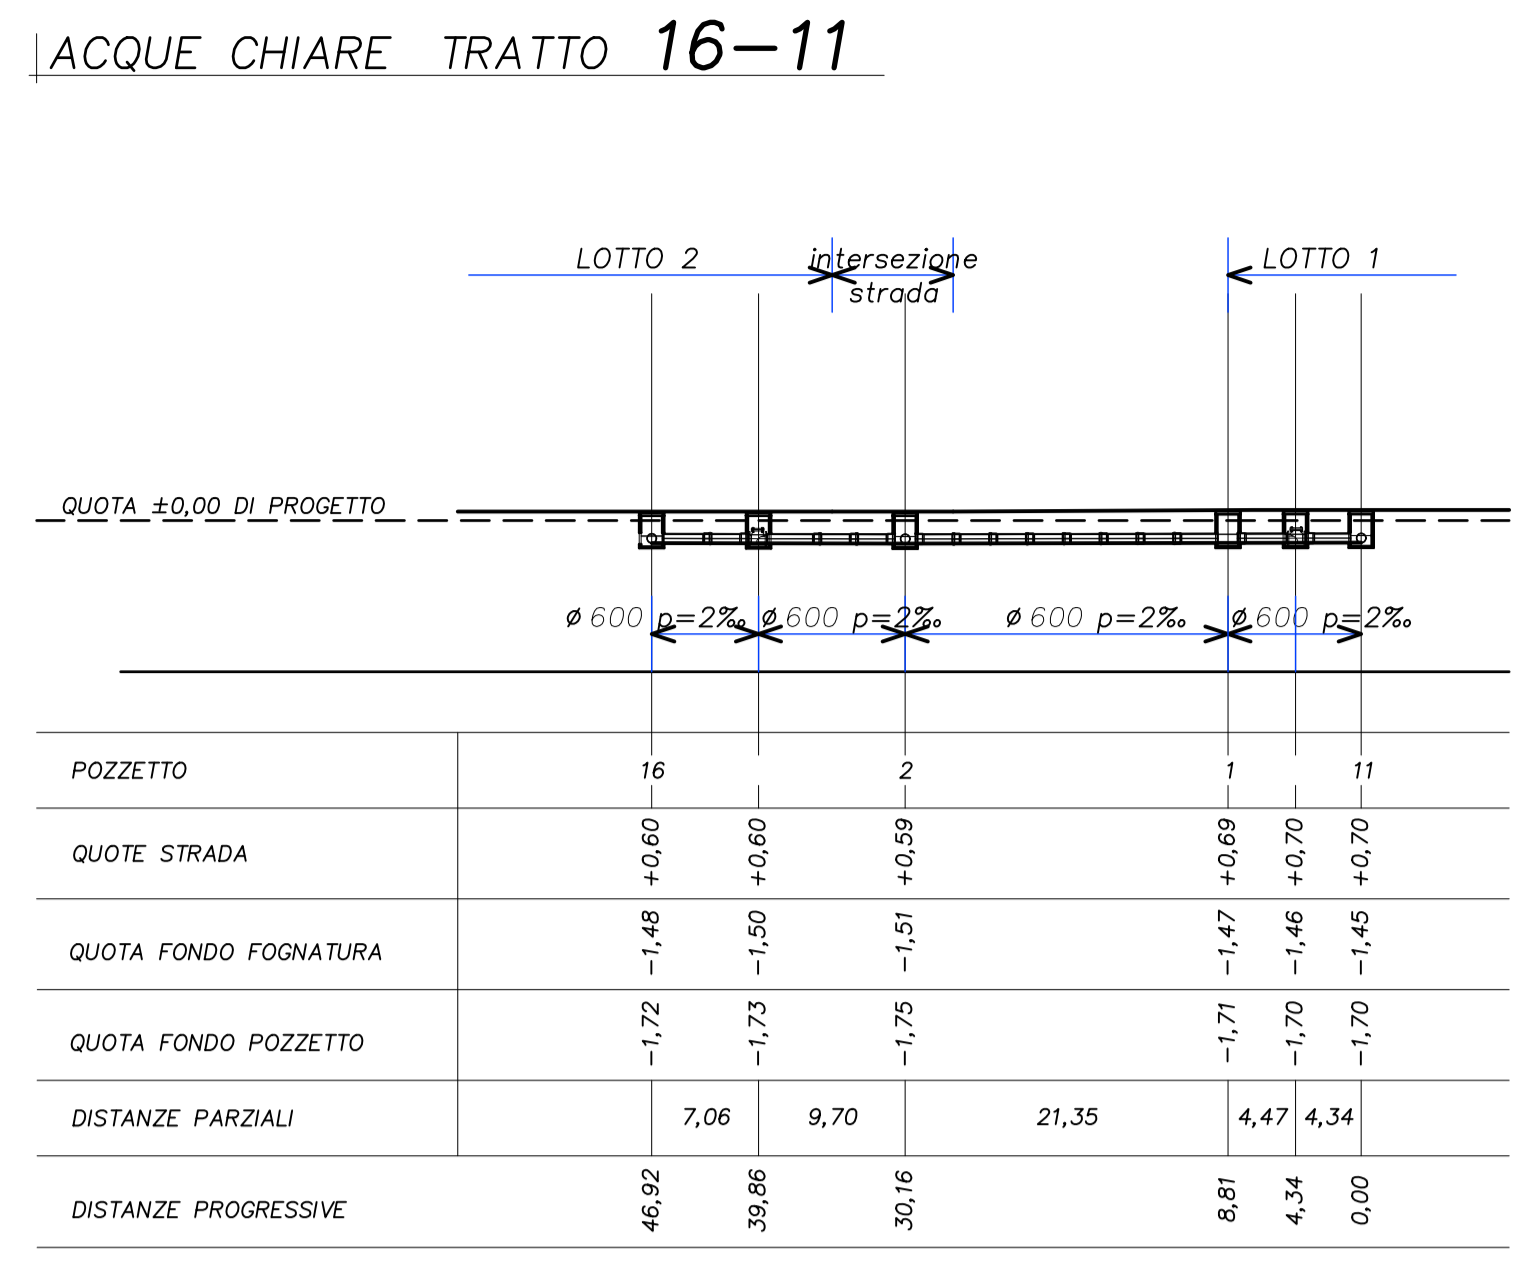 ACQUE CHIARE TRATTO 16-11
LOTTO 2
intersezione
strada
LOTTO 1
QUOTA ±0,00 DI PROGETTO
ø 600 p=2‰ ø 600 p=2‰ ø 600 p=2‰ ø 600 p=2‰
POZZETTO 16 2 1 11
QUOTE STRADA +0,60 +0,60 +0,59 +0,69 +0,70 +0,70
QUOTA FONDO FOGNATURA -1,48 -1,50 -1,51 -1,47 -1,46 -1,45
QUOTA FONDO POZZETTO -1,72 -1,73 -1,75 -1,71 -1,70 -1,70
DISTANZE PARZIALI 7,06 9,70 21,35 4,47 4,34
DISTANZE PROGRESSIVE 46,92 39,86 30,16 8,81 4,34 0,00